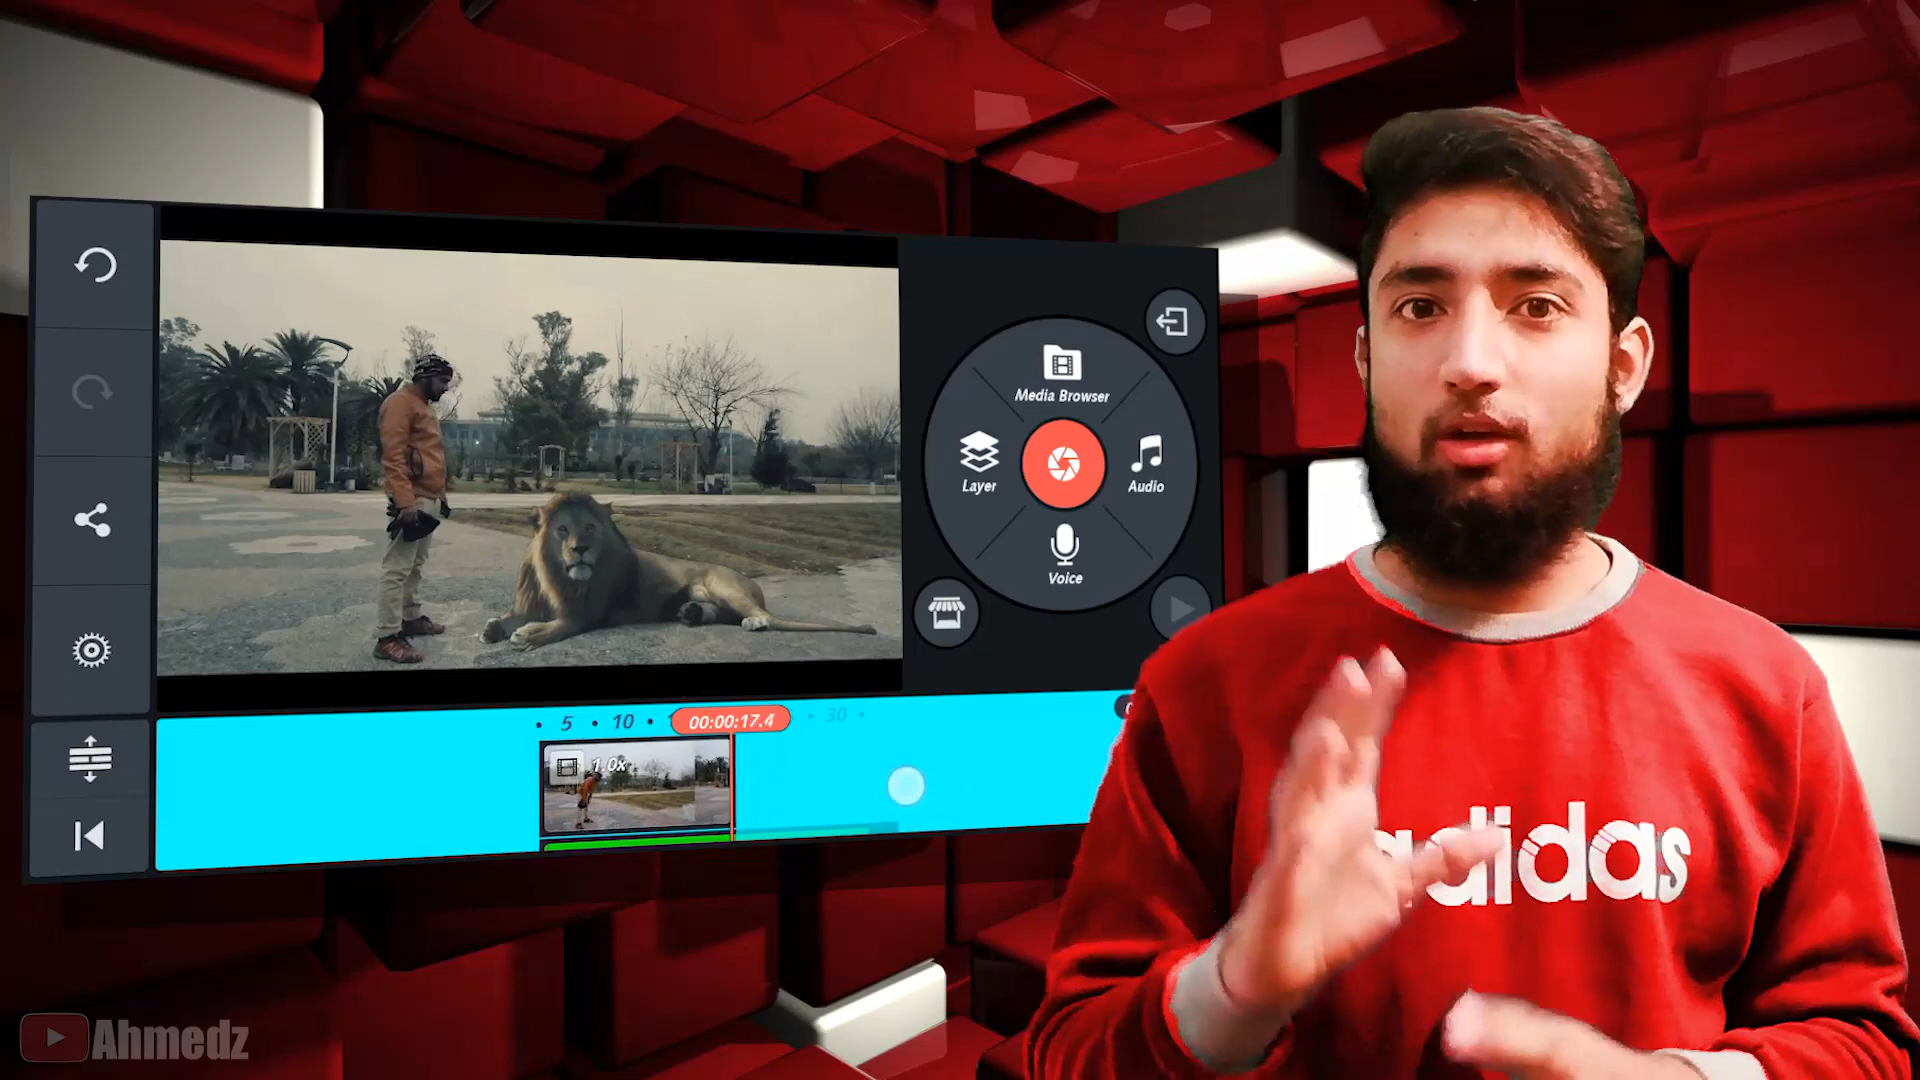 Media Browser
Layer
Audio
Voice
5
10
00:00:17.4
30
1.0x
adidas
Ahmedz